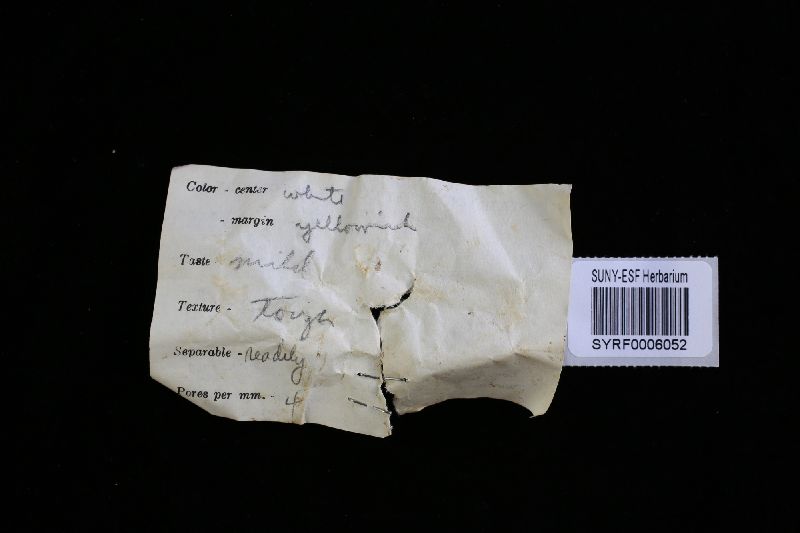 Color - center white
- margin yellowish
Taste mild
Texture - Tough
Separable - readily
Pores per mm. - 4
SUNY-ESF Herbarium
SYRF0006052